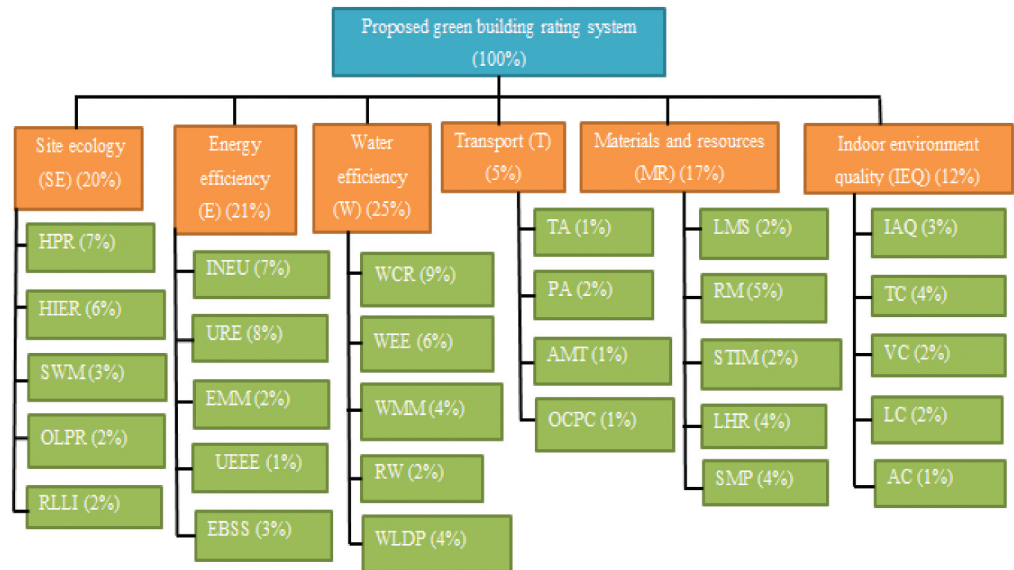 Proposed green building rating system
(100%)
Site ecology
(SE) (20%)
HPR (7%)
HIER (6%)
SWM (3%)
OLPR (2%)
RLLI (2%)
Energy
efficiency
(E) (21%)
INEU (7%)
URE (8%)
EMM (2%)
UEEE (1%)
EBSS (3%)
Water
efficiency
(W) (25%)
WCR (9%)
WEE (6%)
WMM (4%)
RW (2%)
WLDP (4%)
Transport (T)
(5%)
TA (1%)
PA (2%)
AMT (1%)
OCPC (1%)
Materials and resources
(MR) (17%)
LMS (2%)
RM (5%)
STIM (2%)
LHR (4%)
SMP (4%)
Indoor environment
quality (IEQ) (12%)
IAQ (3%)
TC (4%)
VC (2%)
LC (2%)
AC (1%)